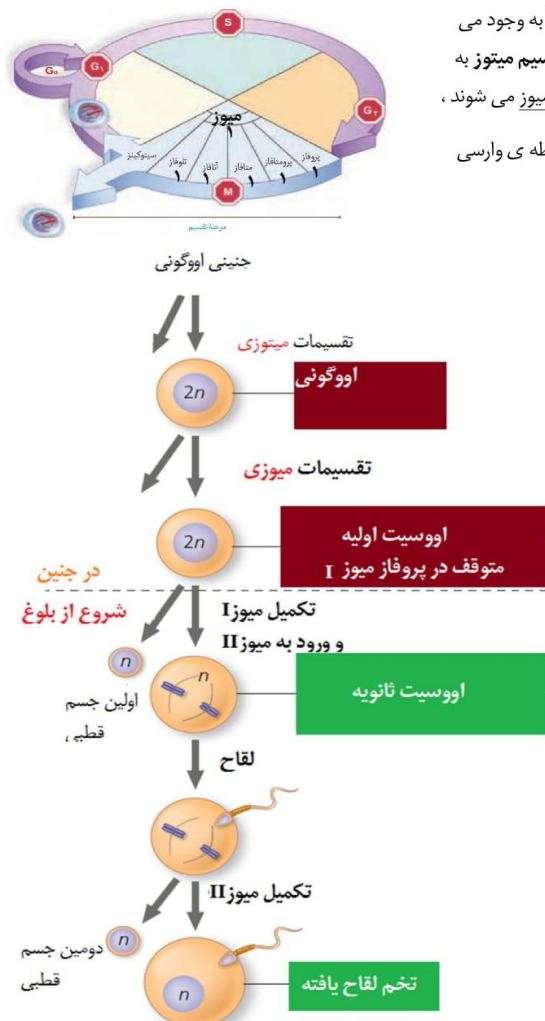 به وجود می
S
G₀
G₁
G۲
سیم میتوز به
میوز
۱
میوز می شوند ،
سیتوکینز
تلوفاز
۱
آنافاز
۱
متافاز
۱
پرومتافاز
۱
پروفاز
۱
طه ی وارسی
M
مرحلهٔ تقسیم
جنینی اووگونی
تقسیمات میتوزی
اووگونی
2n
تقسیمات میوزی
اووسیت اولیه
متوقف در پروفاز میوز I
2n
در جنین
شروع از بلوغ
تکمیل میوزI
و ورود به میوزII
n
n
اولین جسم
قطبی
اووسیت ثانویه
لقاح
تکمیل میوزII
n
دومین جسم
قطبی
n
تخم لقاح یافته